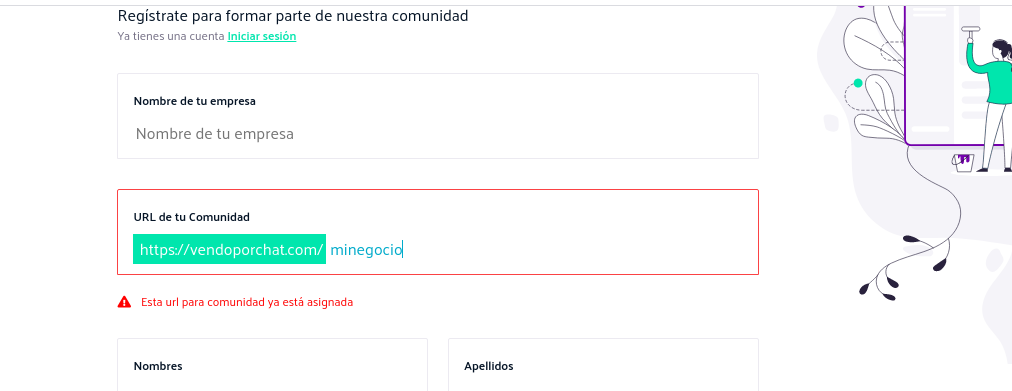 Regístrate para formar parte de nuestra comunidad
Ya tienes una cuenta Iniciar sesión
Nombre de tu empresa
Nombre de tu empresa
URL de tu Comunidad
https://vendoporchat.com/ minegocio
Esta url para comunidad ya está asignada
Nombres
Apellidos